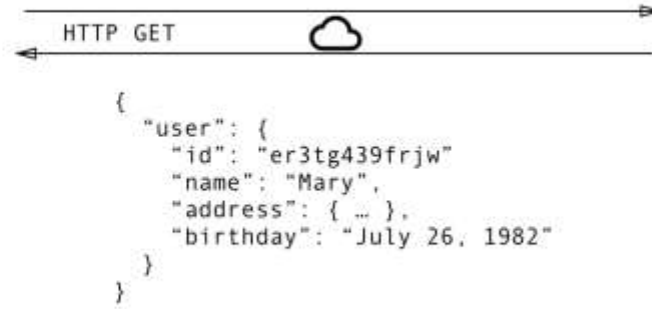 HTTP GET
{
"user": {
"id": "er3tg439frjw"
"name": "Mary",
"address": { … },
"birthday": "July 26, 1982"
}
}